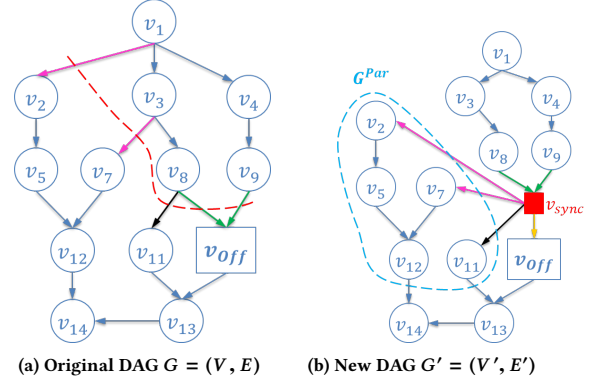 v1
v2
v3
v4
v5
v7
v8
v9
v12
v11
vOff
v14
v13
(a) Original DAG G = (V, E)
v1
G^Par
v3
v4
v2
v8
v9
v5
v7
vsync
v12
v11
vOff
v14
v13
(b) New DAG G′ = (V′, E′)